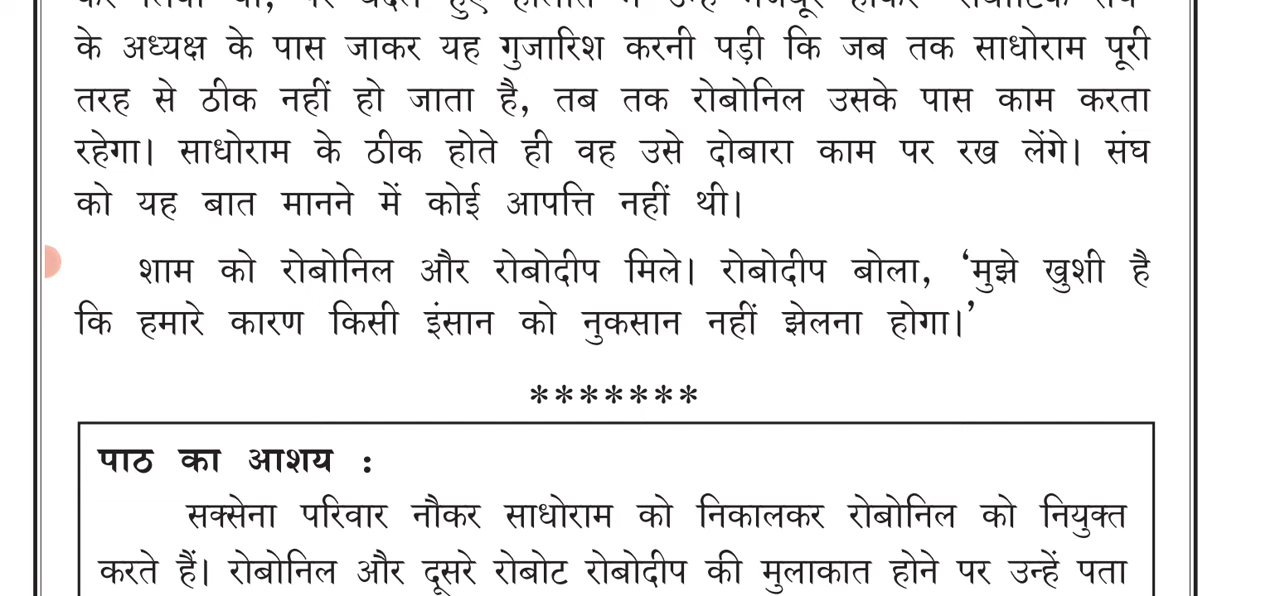 के अध्यक्ष के पास जाकर यह गुजारिश करनी पड़ी कि जब तक साधोराम पूरी
तरह से ठीक नहीं हो जाता है, तब तक रोबोनिल उसके पास काम करता
रहेगा। साधोराम के ठीक होते ही वह उसे दोबारा काम पर रख लेंगे। संघ
को यह बात मानने में कोई आपत्ति नहीं थी।
शाम को रोबोनिल और रोबोदीप मिले। रोबोदीप बोला, ‘मुझे खुशी है
कि हमारे कारण किसी इंसान को नुकसान नहीं झेलना होगा।’
*******
पाठ का आशय :
सक्सेना परिवार नौकर साधोराम को निकालकर रोबोनिल को नियुक्त
करते हैं। रोबोनिल और दूसरे रोबोट रोबोदीप की मुलाकात होने पर उन्हें पता